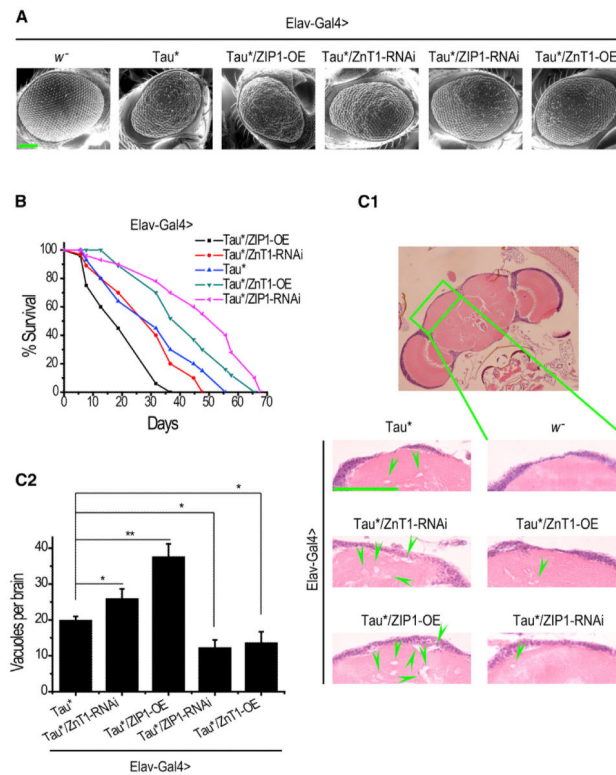 A
Elav-Gal4>
w-
Tau*
Tau*/ZIP1-OE
Tau*/ZnT1-RNAi
Tau*/ZIP1-RNAi
Tau*/ZnT1-OE
B
Elav-Gal4>
Tau*/ZIP1-OE
Tau*/ZnT1-RNAi
Tau*
Tau*/ZnT1-OE
Tau*/ZIP1-RNAi
% Survival
100
80
60
40
20
0
0 10 20 30 40 50 60 70
Days
C1
Tau*
w-
Tau*/ZnT1-RNAi
Tau*/ZnT1-OE
Tau*/ZIP1-OE
Tau*/ZIP1-RNAi
Elav-Gal4>
C2
*
*
**
*
Vacuoles per brain
40
30
20
10
0
Tau*
Tau*/ZnT1-RNAi
Tau*/ZIP1-OE
Tau*/ZIP1-RNAi
Tau*/ZnT1-OE
Elav-Gal4>